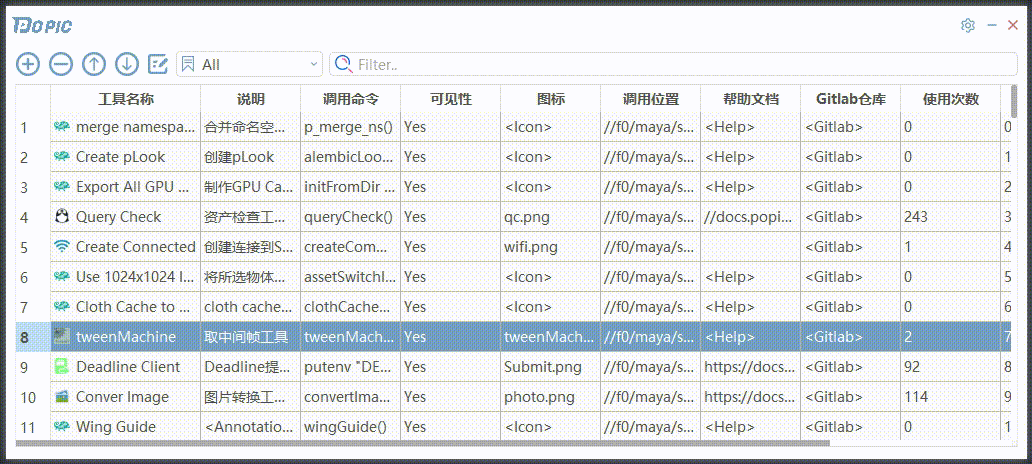 POPIC
All Filter..
工具名称 说明 调用命令 可见性 图标 调用位置 帮助文档 Gitlab仓库 使用次数
1 merge namespa... 合并命名空... p_merge_ns() Yes <Icon> //f0/maya/s... <Help> <Gitlab> 0 0
2 Create pLook 创建pLook alembicLoo... Yes <Icon> //f0/maya/s... <Help> <Gitlab> 0 1
3 Export All GPU ... 制作GPU Ca... initFromDir ... Yes <Icon> //f0/maya/s... <Help> <Gitlab> 0 2
4 Query Check 资产检查工... queryCheck() Yes qc.png //f0/maya/s... //docs.popi... <Gitlab> 243 3
5 Create Connected 创建连接到S... createCom... Yes wifi.png //f0/maya/s... <Gitlab> 1 4
6 Use 1024x1024 I... 将所选物体... assetSwitchI... Yes <Icon> //f0/maya/s... <Help> <Gitlab> 0 5
7 Cloth Cache to ... cloth cache... clothCache... Yes <Icon> //f0/maya/s... <Help> <Gitlab> 0 6
8 tweenMachine 取中间帧工具 tweenMach... Yes tweenMach... //f0/maya/s... <Help> <Gitlab> 2 7
9 Deadline Client Deadline提... putenv "DE... Yes Submit.png //f0/maya/s... https://docs... <Gitlab> 92 8
10 Conver Image 图片转换工... convertIma... Yes photo.png //f0/maya/s... https://docs... <Gitlab> 114 9
11 Wing Guide <Annotatio... wingGuide() Yes <Icon> //f0/maya/s... <Help> <Gitlab> 0 1